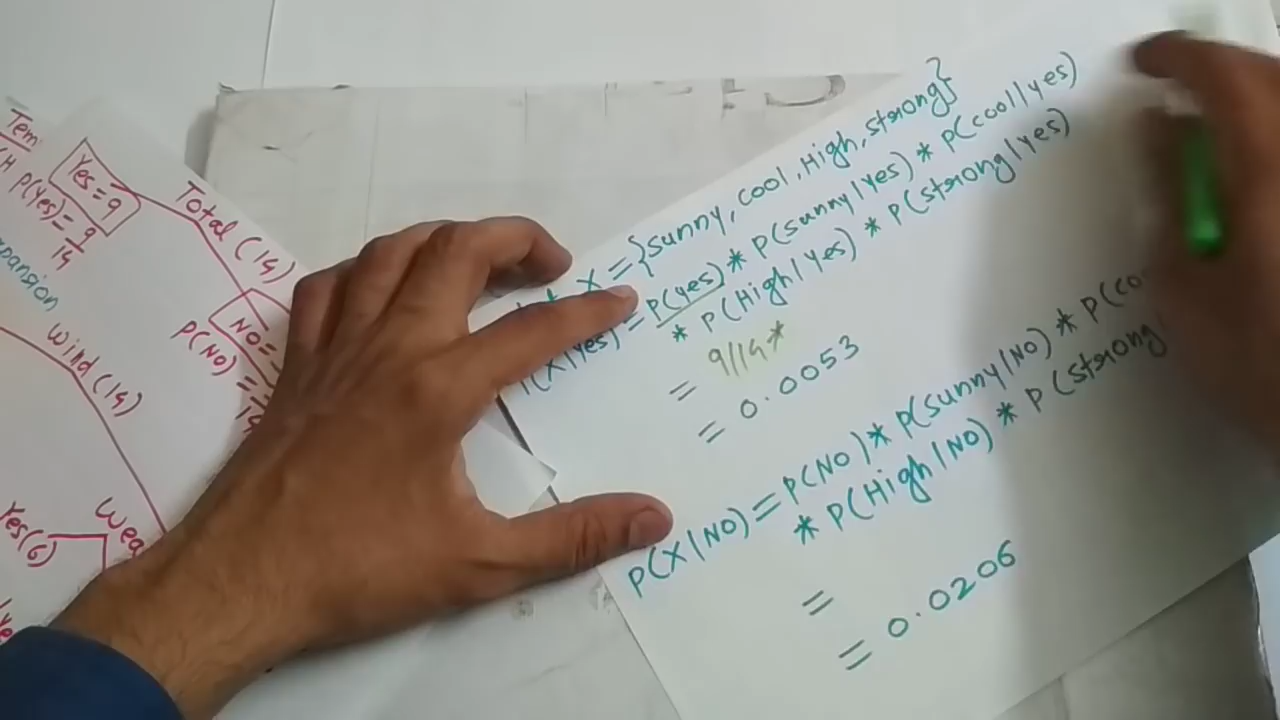 Tem
Yes=9
P(Yes)=
9
14
Total (14)
NO=
P(NO)
=
Pansion
Wind (14)
Yes(6)
Wea
X={Sunny, Cool, High, Strong}
(X|Yes) = P(Yes) * P(Sunny|Yes) * P(Cool|Yes)
* P(High|Yes) * P(Strong|Yes)
= 9/14*
= 0.0053
P(X|NO) = P(NO) * P(Sunny|NO) * P(Co
* P(High|NO) * P(Strong
=
= 0.0206